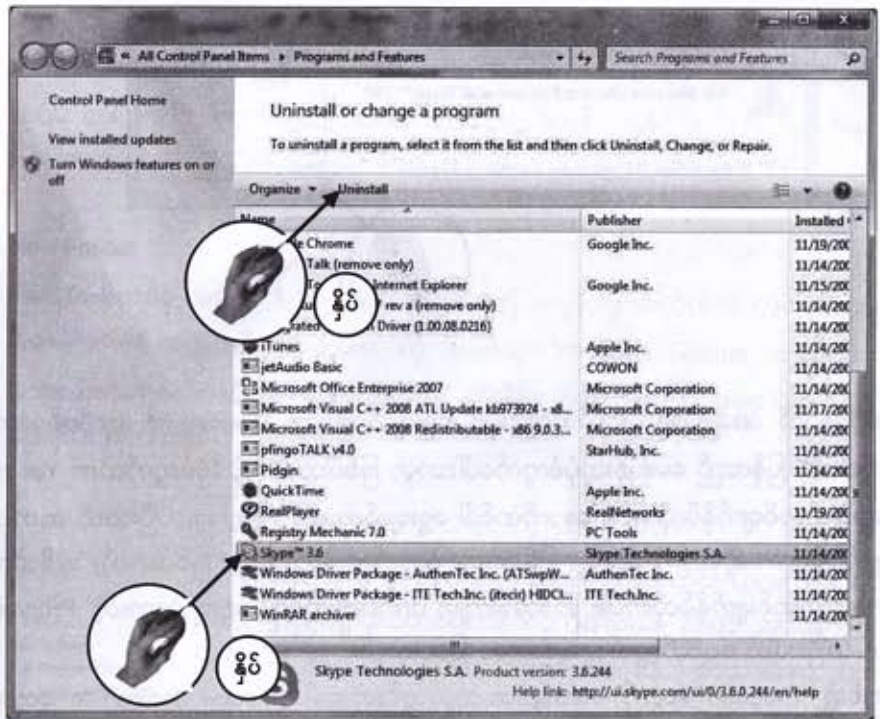 All Control Panel Items ▸ Programs and Features
Search Programs and Features
Control Panel Home
View installed updates
Turn Windows features on or
off
Uninstall or change a program
To uninstall a program, select it from the list and then click Uninstall, Change, or Repair.
Organize Uninstall
Name Publisher Installed
Chrome Google Inc. 11/19/200
Talk (remove only) 11/14/200
Internet Explorer Google Inc. 11/15/200
rev a (remove only) 11/14/200
Driver (1.00.08.0216) 11/14/200
နှိပ်
iTunes Apple Inc. 11/14/200
jetAudio Basic COWON 11/14/200
Microsoft Office Enterprise 2007 Microsoft Corporation 11/14/200
Microsoft Visual C++ 2008 ATL Update kb973924 - x8... Microsoft Corporation 11/17/200
Microsoft Visual C++ 2008 Redistributable - x86 9.0.3... Microsoft Corporation 11/14/200
pfingoTALK v4.0 StarHub, Inc. 11/14/200
Pidgin 11/14/200
QuickTime Apple Inc. 11/14/200
RealPlayer RealNetworks 11/19/200
Registry Mechanic 7.0 PC Tools 11/14/200
Skype™ 3.6 Skype Technologies S.A. 11/14/200
Windows Driver Package - AuthenTec Inc. (ATSwpW... AuthenTec Inc. 11/14/200
Windows Driver Package - ITE Tech.Inc. (itecir) HIDCl... ITE Tech.Inc. 11/14/200
WinRAR archiver 11/14/200
နှိပ်
Skype Technologies S.A. Product version: 3.6.244
Help link: http://ui.skype.com/ui/0/3.6.0.244/en/help